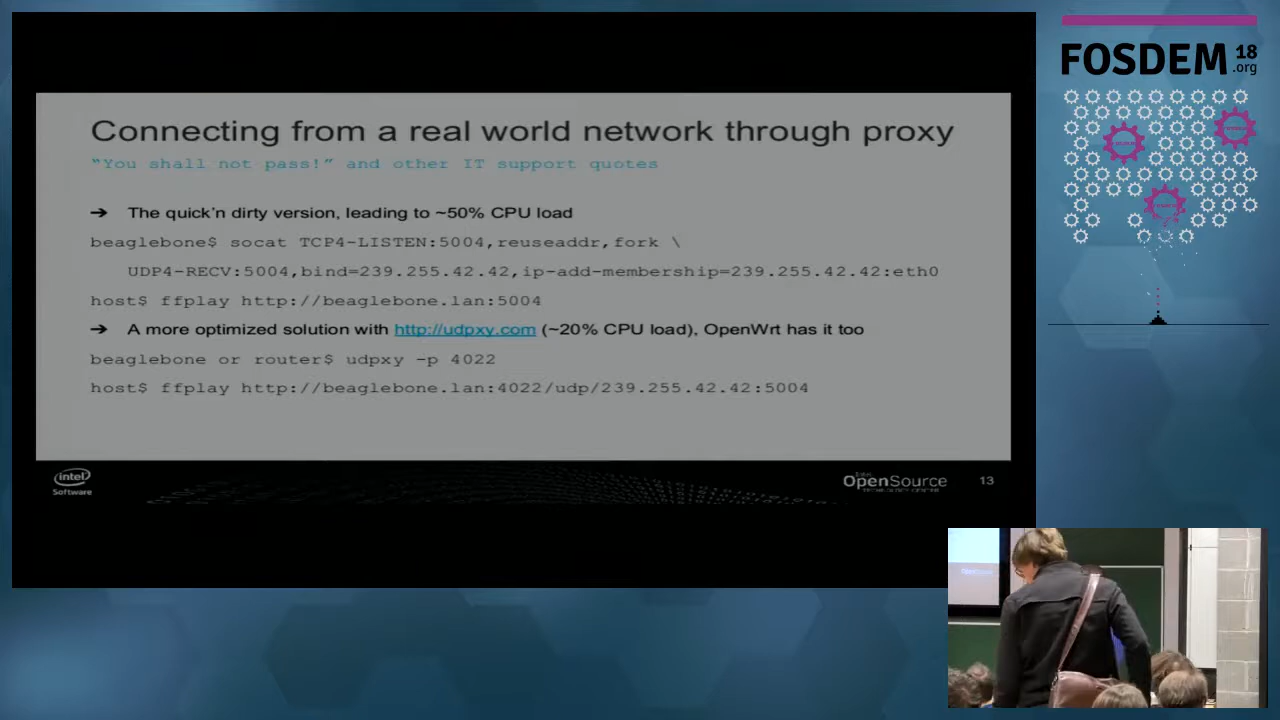 FOSDEM 18
.org
Connecting from a real world network through proxy
"You shall not pass!" and other IT support quotes
➔ The quick'n dirty version, leading to ~50% CPU load
beaglebone$ socat TCP4-LISTEN:5004,reuseaddr,fork \
UDP4-RECV:5004,bind=239.255.42.42,ip-add-membership=239.255.42.42:eth0
host$ ffplay http://beaglebone.lan:5004
➔ A more optimized solution with http://udpxy.com (~20% CPU load), OpenWrt has it too
beaglebone or router$ udpxy -p 4022
host$ ffplay http://beaglebone.lan:4022/udp/239.255.42.42:5004
intel
Software
OpenSource
13